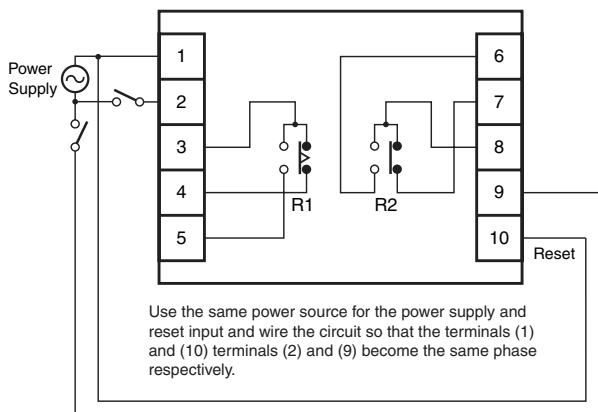 Power
Supply
1
2
3
4
5
6
7
8
9
10
R1
R2
Reset
Use the same power source for the power supply and
reset input and wire the circuit so that the terminals (1)
and (10) terminals (2) and (9) become the same phase
respectively.